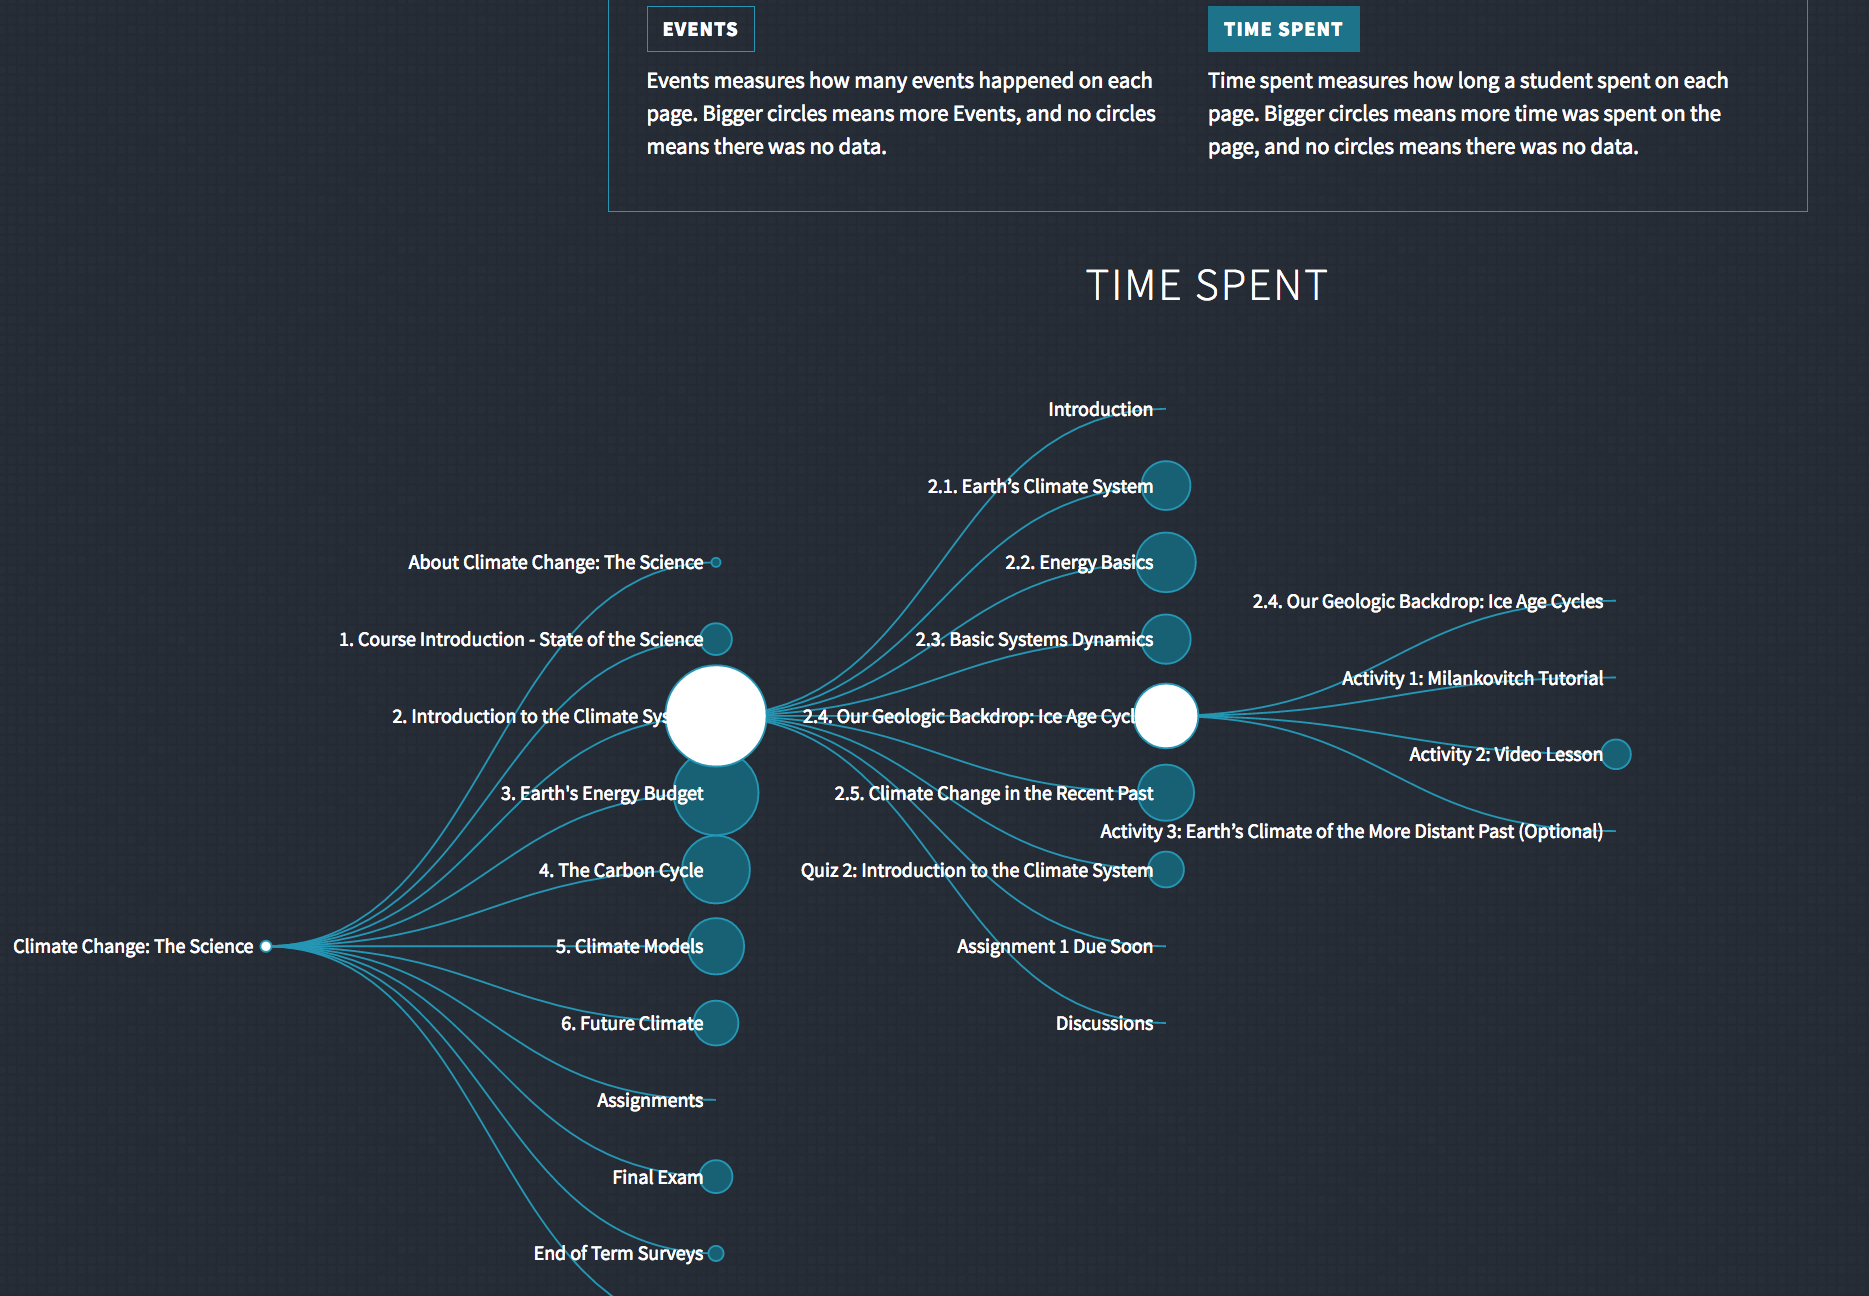 EVENTS
Events measures how many events happened on each
page. Bigger circles means more Events, and no circles
means there was no data.
TIME SPENT
Time spent measures how long a student spent on each
page. Bigger circles means more time was spent on the
page, and no circles means there was no data.
TIME SPENT
Climate Change: The Science
About Climate Change: The Science
1. Course Introduction - State of the Science
2. Introduction to the Climate Sys
3. Earth's Energy Budget
4. The Carbon Cycle
5. Climate Models
6. Future Climate
Assignments
Final Exam
End of Term Surveys
Introduction
2.1. Earth’s Climate System
2.2. Energy Basics
2.3. Basic Systems Dynamics
2.4. Our Geologic Backdrop: Ice Age Cycl
2.5. Climate Change in the Recent Past
Quiz 2: Introduction to the Climate System
Assignment 1 Due Soon
Discussions
2.4. Our Geologic Backdrop: Ice Age Cycles
Activity 1: Milankovitch Tutorial
Activity 2: Video Lesson
Activity 3: Earth’s Climate of the More Distant Past (Optional)